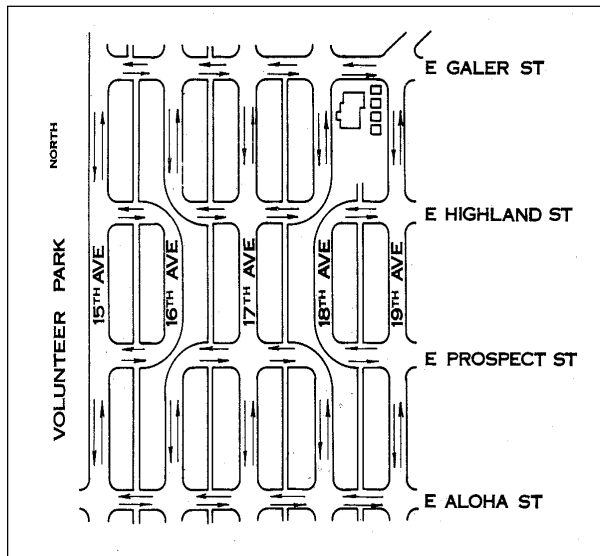 E GALER ST
NORTH
E HIGHLAND ST
VOLUNTEER PARK
15TH AVE
16TH AVE
17TH AVE
18TH AVE
19TH AVE
E PROSPECT ST
E ALOHA ST